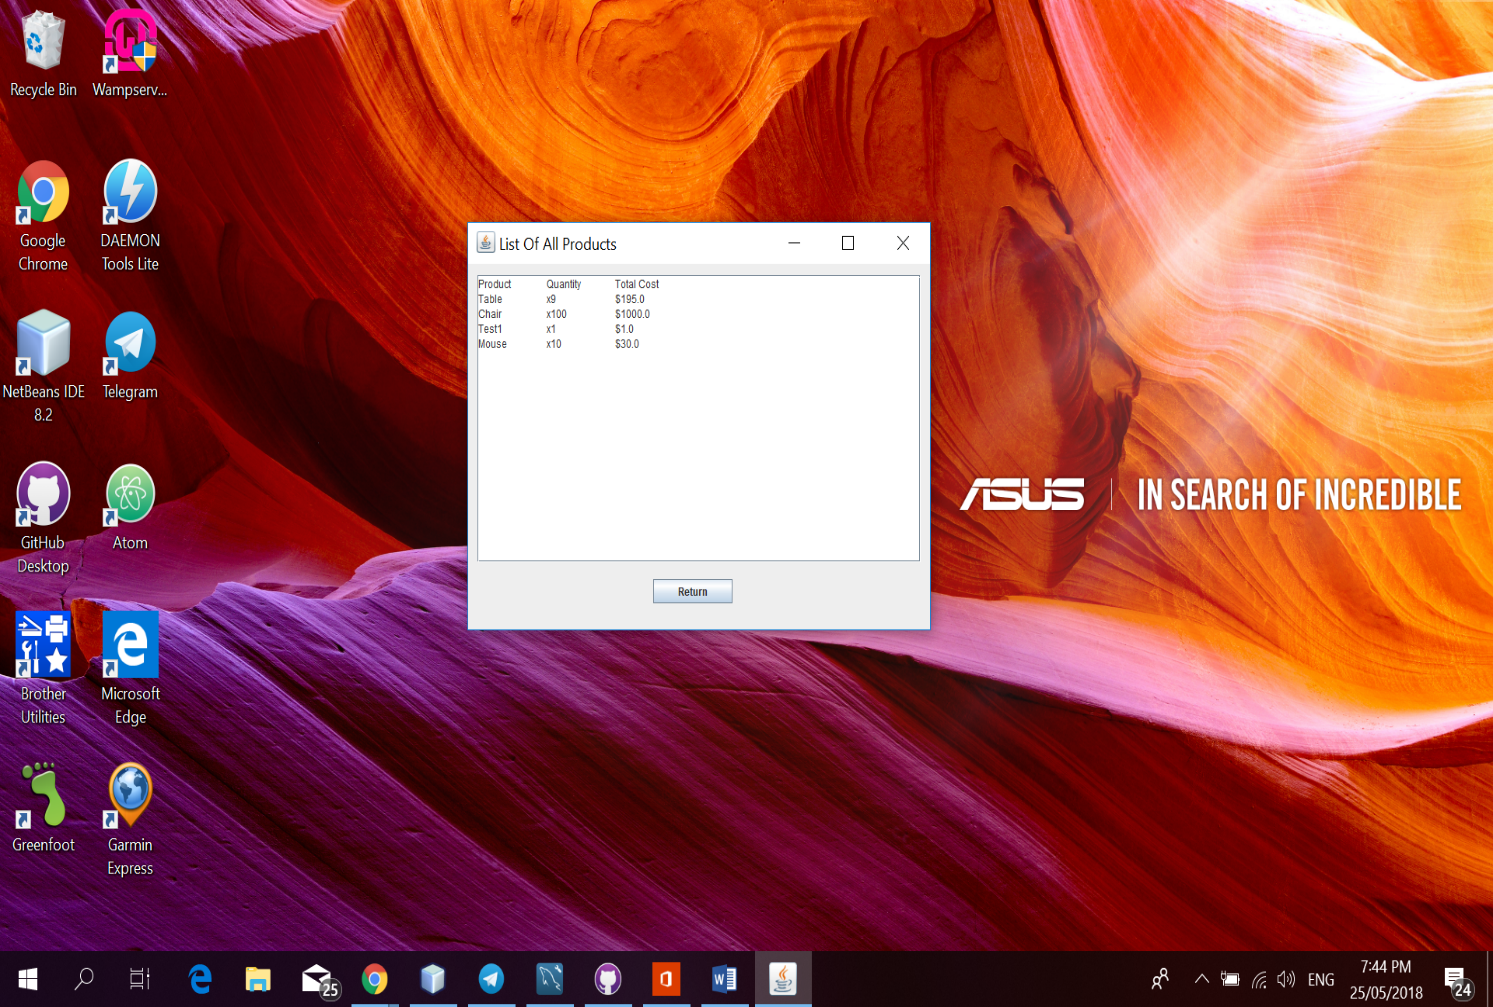 Recycle Bin
Wampserv...
Google
Chrome
DAEMON
Tools Lite
NetBeans IDE
8.2
Telegram
GitHub
Desktop
Atom
Brother
Utilities
Microsoft
Edge
Greenfoot
Garmin
Express
List Of All Products
Product Quantity Total Cost
Table x9 $195.0
Chair x100 $1000.0
Test1 x1 $1.0
Mouse x10 $30.0
Return
ASUS IN SEARCH OF INCREDIBLE
25
ENG
7:44 PM
25/05/2018
24